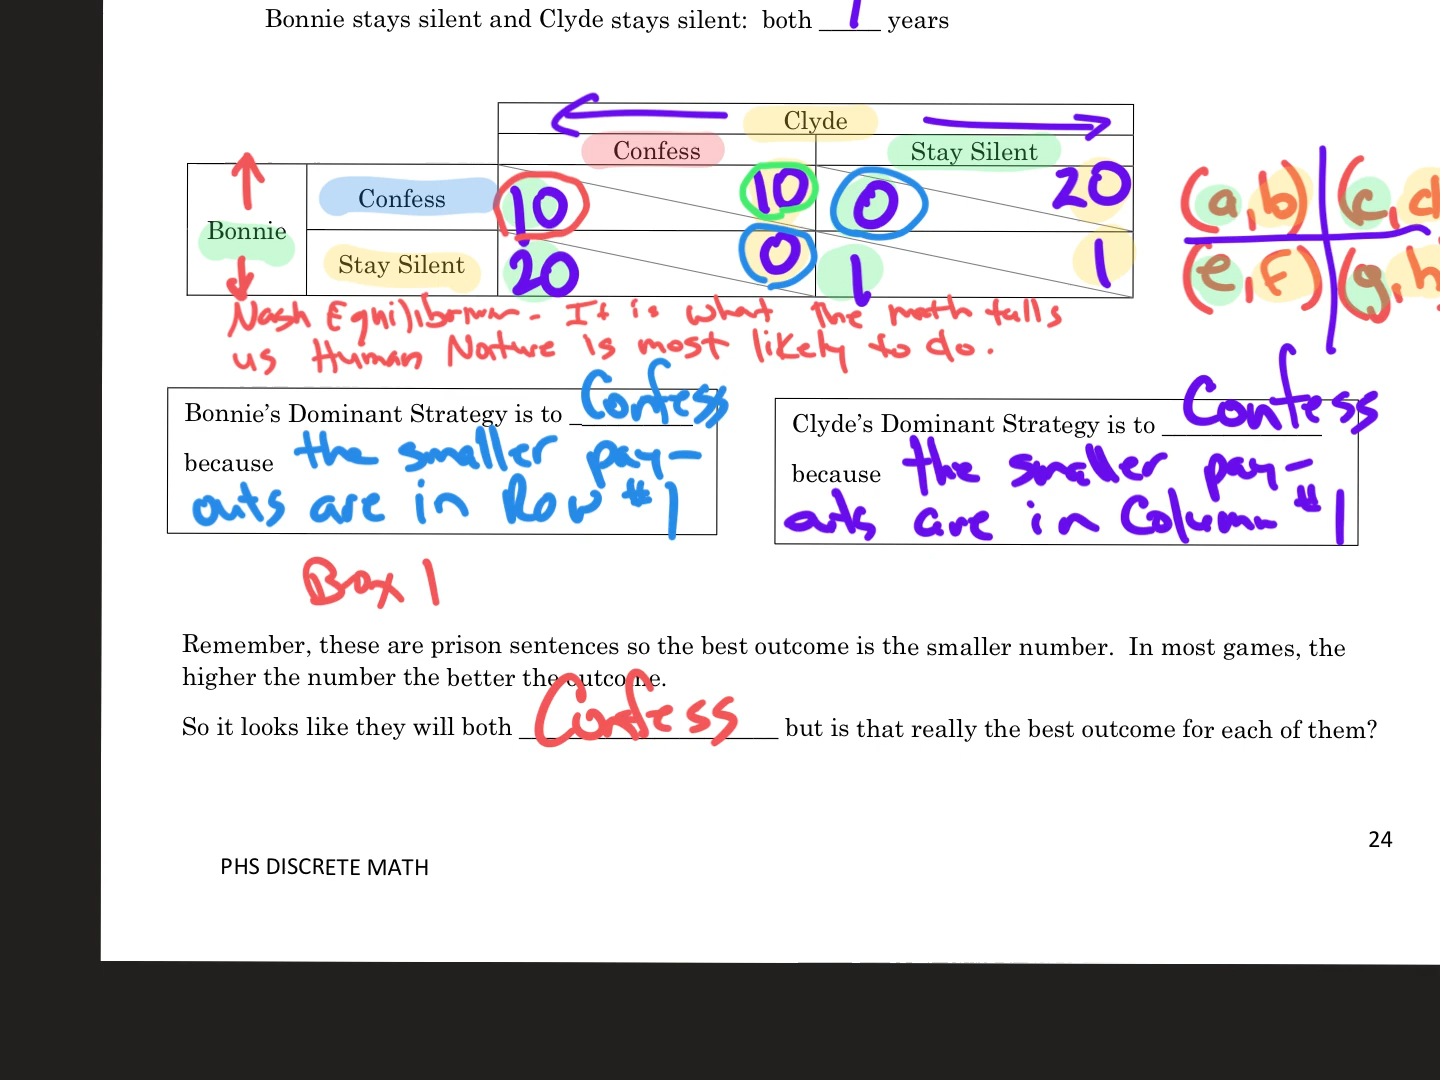 Bonnie stays silent and Clyde stays silent: both 1 years
Clyde
Confess Stay Silent
Bonnie
Confess 10 10 0 20
Stay Silent 20 0 1 1
(a,b) (c,d
(e,f) (g,h
Nash Equilibrium - It is what the math tells
us Human Nature is most likely to do.
Bonnie's Dominant Strategy is to Confess
because the smaller pay-
outs are in Row #1
Clyde's Dominant Strategy is to Confess
because the smaller pay-
outs are in Column #1
Box 1
Remember, these are prison sentences so the best outcome is the smaller number. In most games, the
higher the number the better the outcome.
So it looks like they will both Confess but is that really the best outcome for each of them?
24
PHS DISCRETE MATH